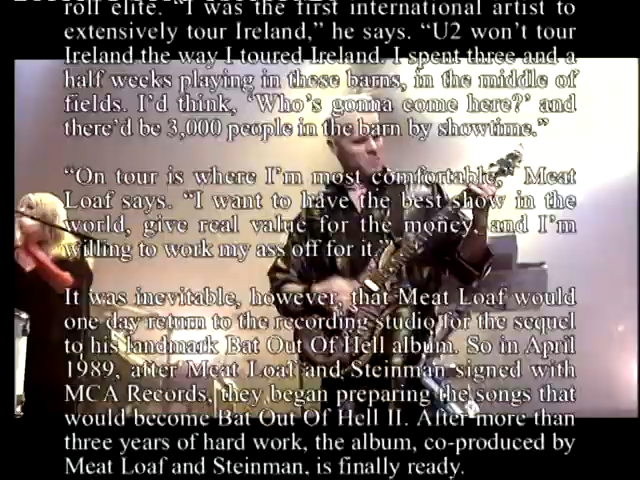 roll elite. “I was the first international artist to
extensively tour Ireland,” he says. “U2 won’t tour
Ireland the way I toured Ireland. I spent three and a
half weeks playing in these barns, in the middle of
fields. I’d think, ‘Who’s gonna come here?’ and
there’d be 3,000 people in the barn by showtime.”
“On tour is where I’m most comfortable,” Meat
Loaf says. “I want to have the best show in the
world, give real value for the money, and I’m
willing to work my ass off for it.”
It was inevitable, however, that Meat Loaf would
one day return to the recording studio for the sequel
to his landmark Bat Out Of Hell album. So in April
1989, after Meat Loaf and Steinman signed with
MCA Records, they began preparing the songs that
would become Bat Out Of Hell II. After more than
three years of hard work, the album, co-produced by
Meat Loaf and Steinman, is finally ready.